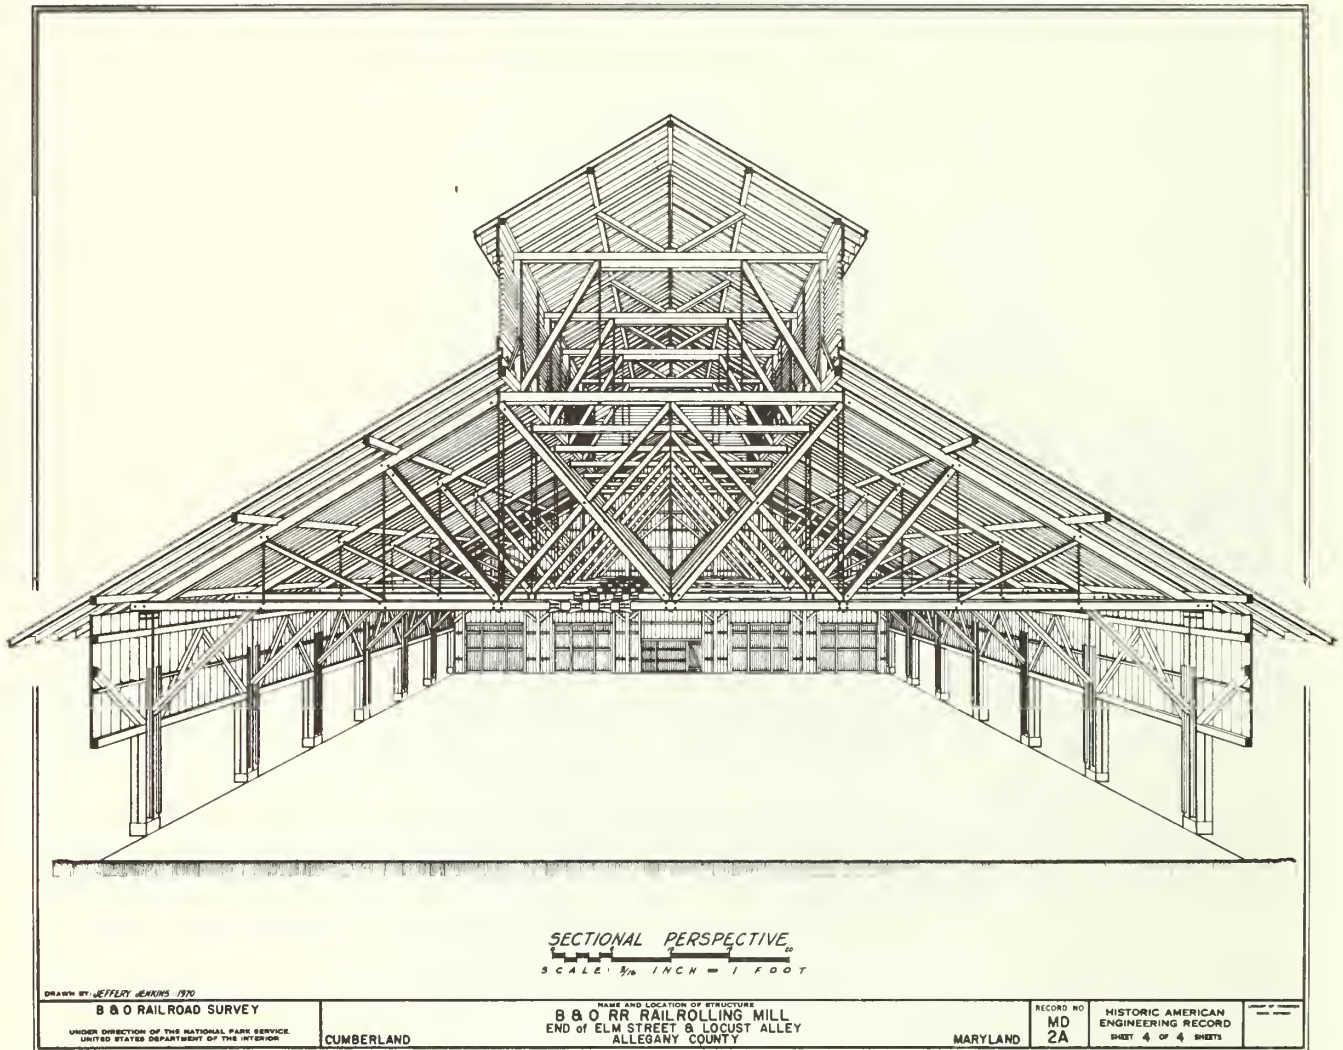 SECTIONAL PERSPECTIVE
SCALE: 3/16 INCH = 1 FOOT
DRAWN BY: JEFFERY JENKINS 1970
B & O RAILROAD SURVEY
UNDER DIRECTION OF THE NATIONAL PARK SERVICE.
UNITED STATES DEPARTMENT OF THE INTERIOR
CUMBERLAND
NAME AND LOCATION OF STRUCTURE
B & O RR RAILROLLING MILL
END of ELM STREET & LOCUST ALLEY
ALLEGANY COUNTY
MARYLAND
RECORD NO
MD
2A
HISTORIC AMERICAN
ENGINEERING RECORD
SHEET 4 OF 4 SHEETS